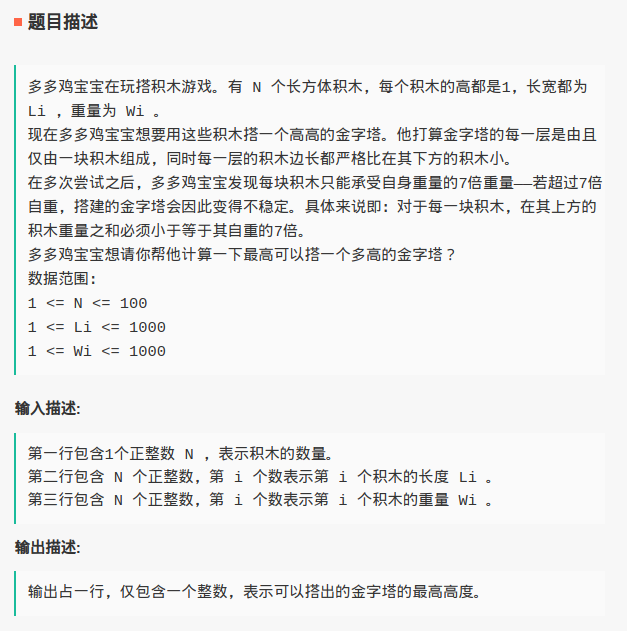 题目描述
多多鸡宝宝在玩搭积木游戏。有 N 个长方体积木，每个积木的高都是1，长宽都为
Li ，重量为 Wi 。
现在多多鸡宝宝想要用这些积木搭一个高高的金字塔。他打算金字塔的每一层是由且
仅由一块积木组成，同时每一层的积木边长都严格比在其下方的积木小。
在多次尝试之后，多多鸡宝宝发现每块积木只能承受自身重量的7倍重量——若超过7倍
自重，搭建的金字塔会因此变得不稳定。具体来说即：对于每一块积木，在其上方的
积木重量之和必须小于等于其自重的7倍。
多多鸡宝宝想请你帮他计算一下最高可以搭一个多高的金字塔？
数据范围：
1 <= N <= 100
1 <= Li <= 1000
1 <= Wi <= 1000
输入描述:
第一行包含1个正整数 N ，表示积木的数量。
第二行包含 N 个正整数，第 i 个数表示第 i 个积木的长度 Li 。
第三行包含 N 个正整数，第 i 个数表示第 i 个积木的重量 Wi 。
输出描述:
输出占一行，仅包含一个整数，表示可以搭出的金字塔的最高高度。